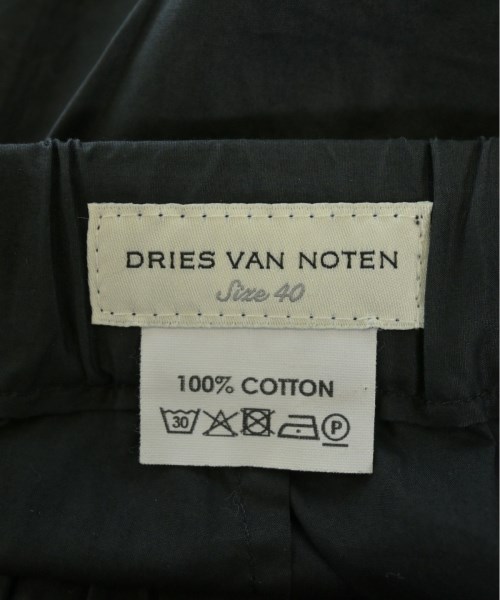 DRIES VAN NOTEN
Size 40
100% COTTON
30 P